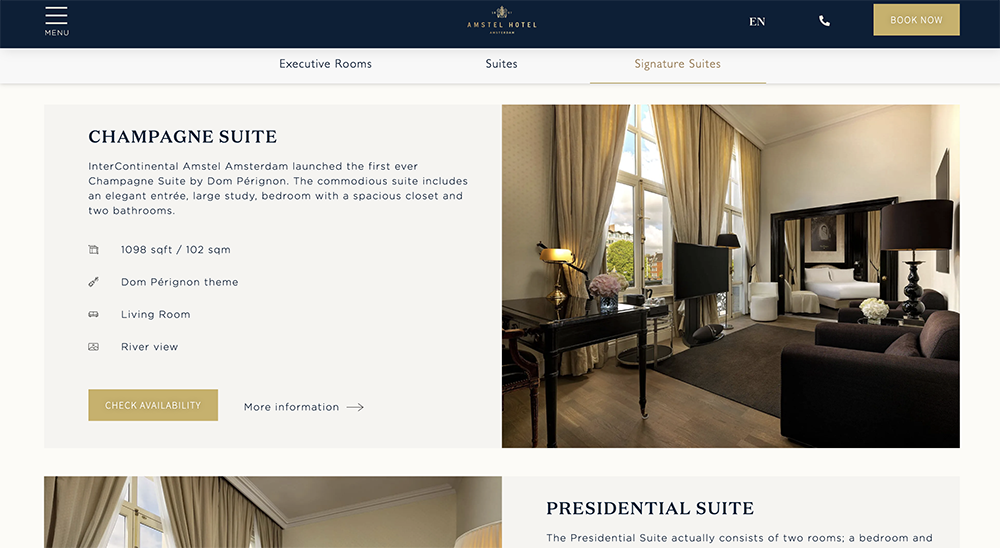 MENU
AMSTEL HOTEL
AMSTERDAM
EN
BOOK NOW
Executive Rooms
Suites
Signature Suites
CHAMPAGNE SUITE
InterContinental Amstel Amsterdam launched the first ever
Champagne Suite by Dom Pérignon. The commodious suite includes
an elegant entrée, large study, bedroom with a spacious closet and
two bathrooms.
1098 sqft / 102 sqm
Dom Pérignon theme
Living Room
River view
CHECK AVAILABILITY
More information
PRESIDENTIAL SUITE
The Presidential Suite actually consists of two rooms; a bedroom and